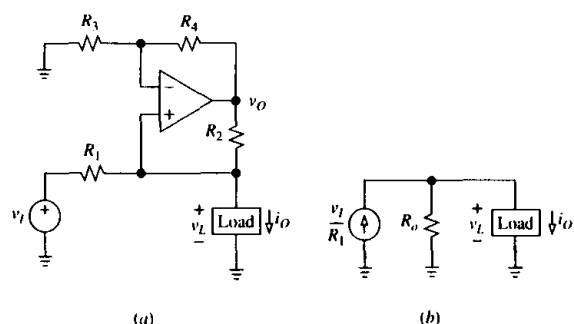 R3
R4
−
+
vO
R2
R1
vI
+
+
vL
−
Load
iO
vI
R1
Ro
+
vL
−
Load
iO
(a)
(b)